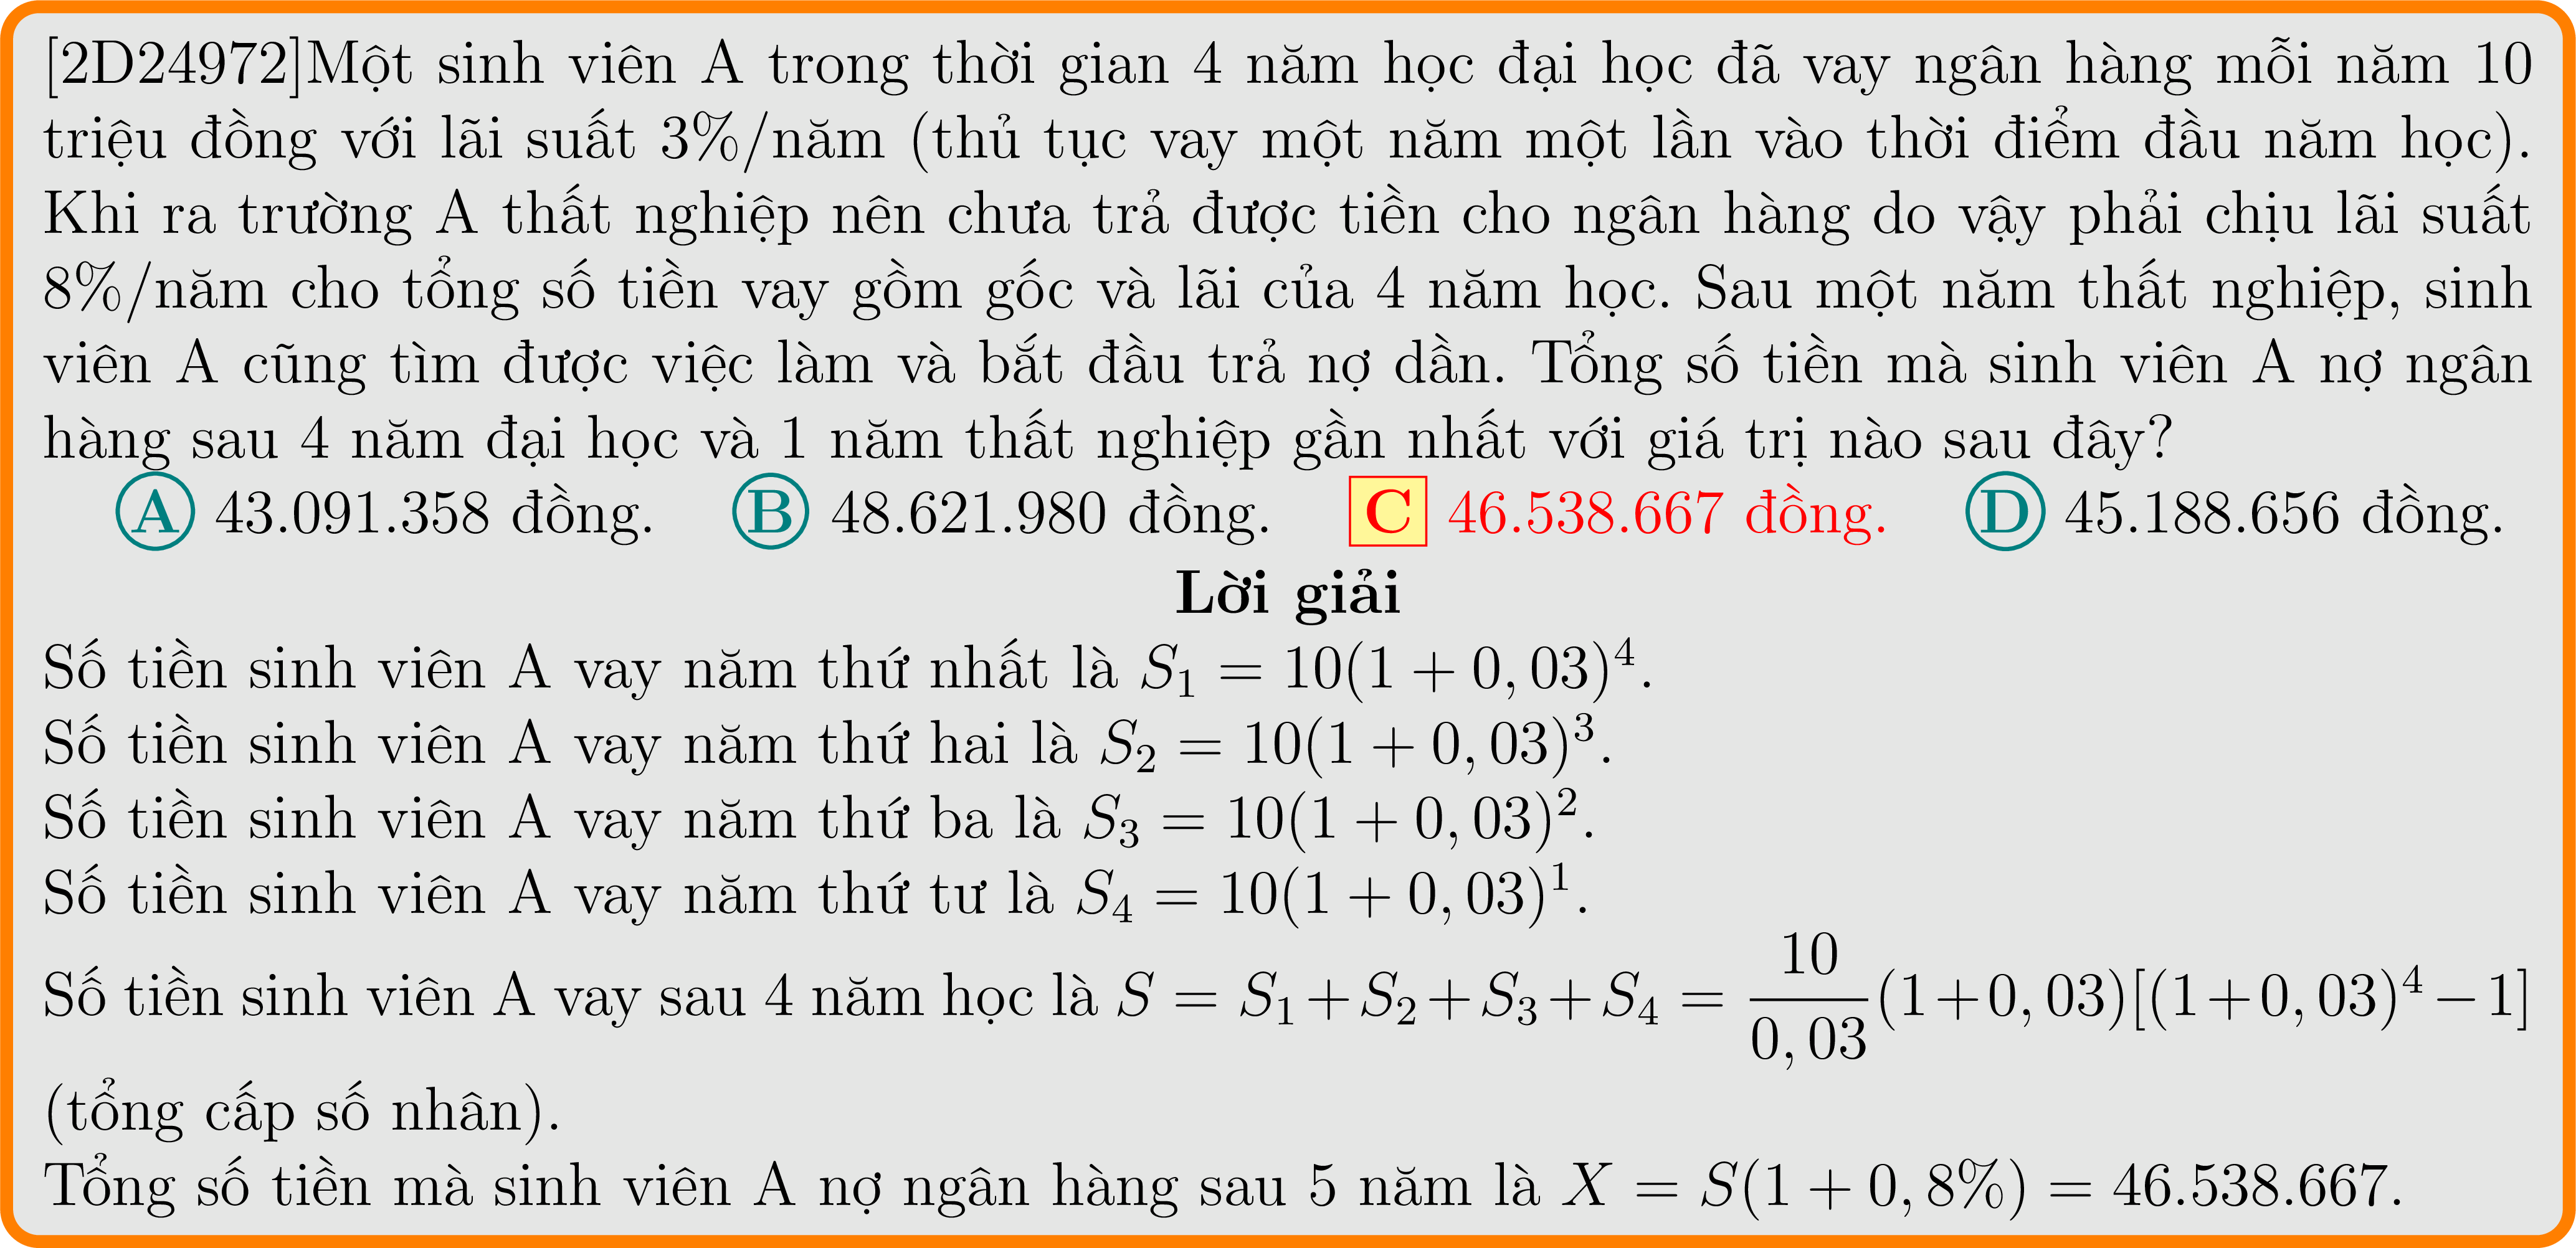 [2D24972]Một sinh viên A trong thời gian 4 năm học đại học đã vay ngân hàng mỗi năm 10
triệu đồng với lãi suất 3%/năm (thủ tục vay một năm một lần vào thời điểm đầu năm học).
Khi ra trường A thất nghiệp nên chưa trả được tiền cho ngân hàng do vậy phải chịu lãi suất
8%/năm cho tổng số tiền vay gồm gốc và lãi của 4 năm học. Sau một năm thất nghiệp, sinh
viên A cũng tìm được việc làm và bắt đầu trả nợ dần. Tổng số tiền mà sinh viên A nợ ngân
hàng sau 4 năm đại học và 1 năm thất nghiệp gần nhất với giá trị nào sau đây?
A 43.091.358 đồng. B 48.621.980 đồng. C 46.538.667 đồng. D 45.188.656 đồng.
Lời giải
Số tiền sinh viên A vay năm thứ nhất là $S_1 = 10(1 + 0,03)^4$.
Số tiền sinh viên A vay năm thứ hai là $S_2 = 10(1 + 0,03)^3$.
Số tiền sinh viên A vay năm thứ ba là $S_3 = 10(1 + 0,03)^2$.
Số tiền sinh viên A vay năm thứ tư là $S_4 = 10(1 + 0,03)^1$.
Số tiền sinh viên A vay sau 4 năm học là $S = S_1 + S_2 + S_3 + S_4 = \frac{10}{0,03}(1+0,03)[(1+0,03)^4 - 1]$
(tổng cấp số nhân).
Tổng số tiền mà sinh viên A nợ ngân hàng sau 5 năm là $X = S(1 + 0,8\%) = 46.538.667$.